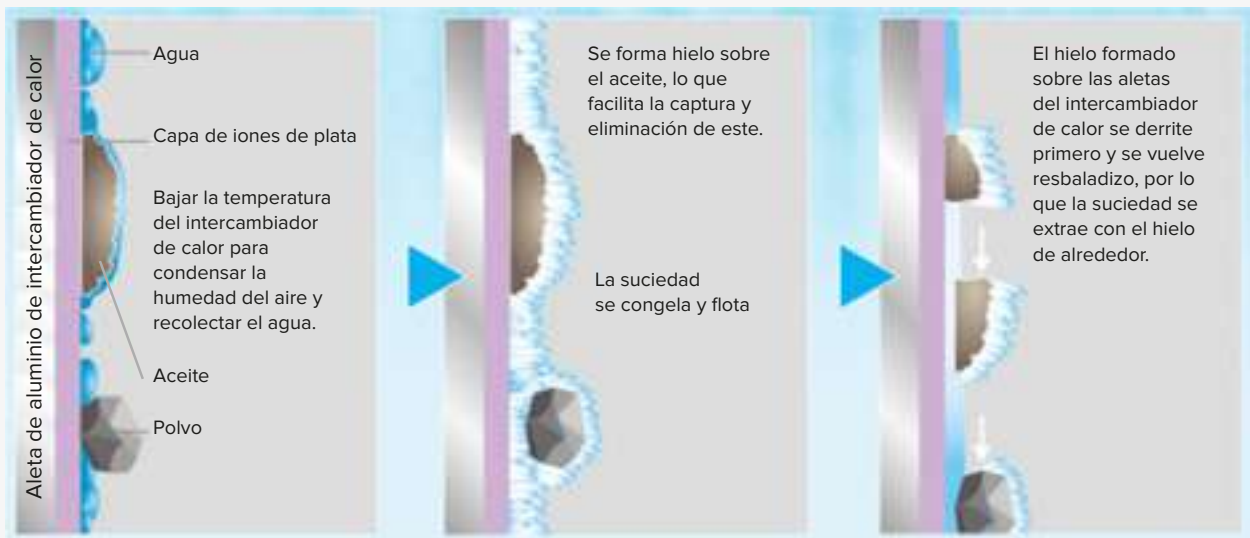 Aleta de aluminio de intercambiador de calor
Agua
Capa de iones de plata
Bajar la temperatura
del intercambiador
de calor para
condensar la
humedad del aire y
recolectar el agua.
Aceite
Polvo
Se forma hielo sobre
el aceite, lo que
facilita la captura y
eliminación de este.
La suciedad
se congela y flota
El hielo formado
sobre las aletas
del intercambiador
de calor se derrite
primero y se vuelve
resbaladizo, por lo
que la suciedad se
extrae con el hielo
de alrededor.